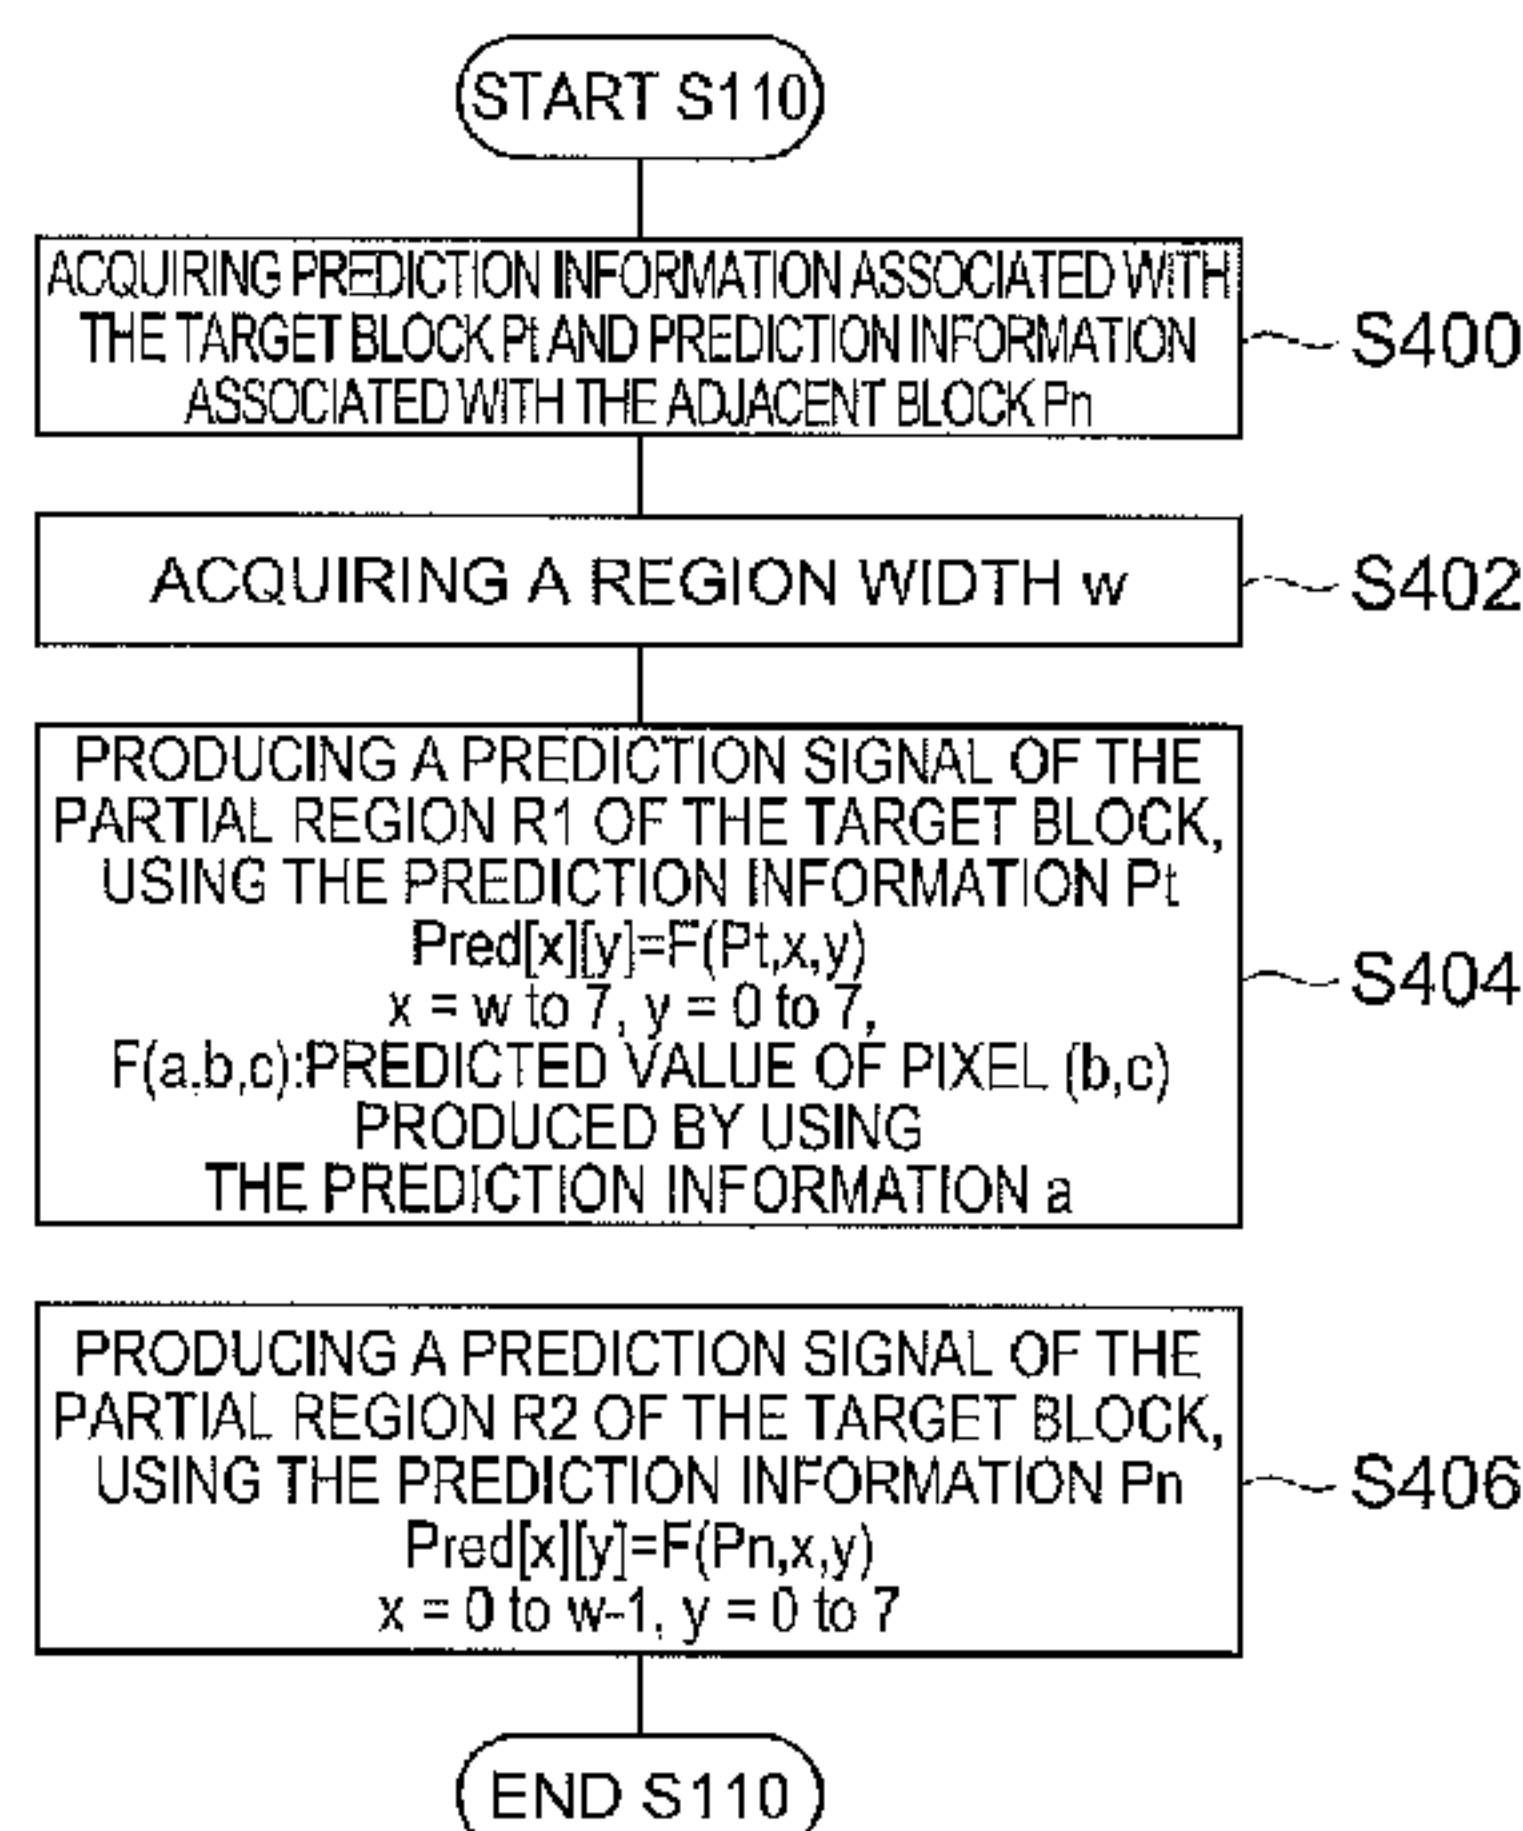 START S110
ACQUIRING PREDICTION INFORMATION ASSOCIATED WITH
THE TARGET BLOCK Pt AND PREDICTION INFORMATION
ASSOCIATED WITH THE ADJACENT BLOCK Pn
S400
ACQUIRING A REGION WIDTH w
S402
PRODUCING A PREDICTION SIGNAL OF THE
PARTIAL REGION R1 OF THE TARGET BLOCK,
USING THE PREDICTION INFORMATION Pt
Pred[x][y]=F(Pt,x,y)
x = w to 7, y = 0 to 7,
F(a.b,c):PREDICTED VALUE OF PIXEL (b,c)
PRODUCED BY USING
THE PREDICTION INFORMATION a
S404
PRODUCING A PREDICTION SIGNAL OF THE
PARTIAL REGION R2 OF THE TARGET BLOCK,
USING THE PREDICTION INFORMATION Pn
Pred[x][y]=F(Pn,x,y)
x = 0 to w-1, y = 0 to 7
S406
END S110